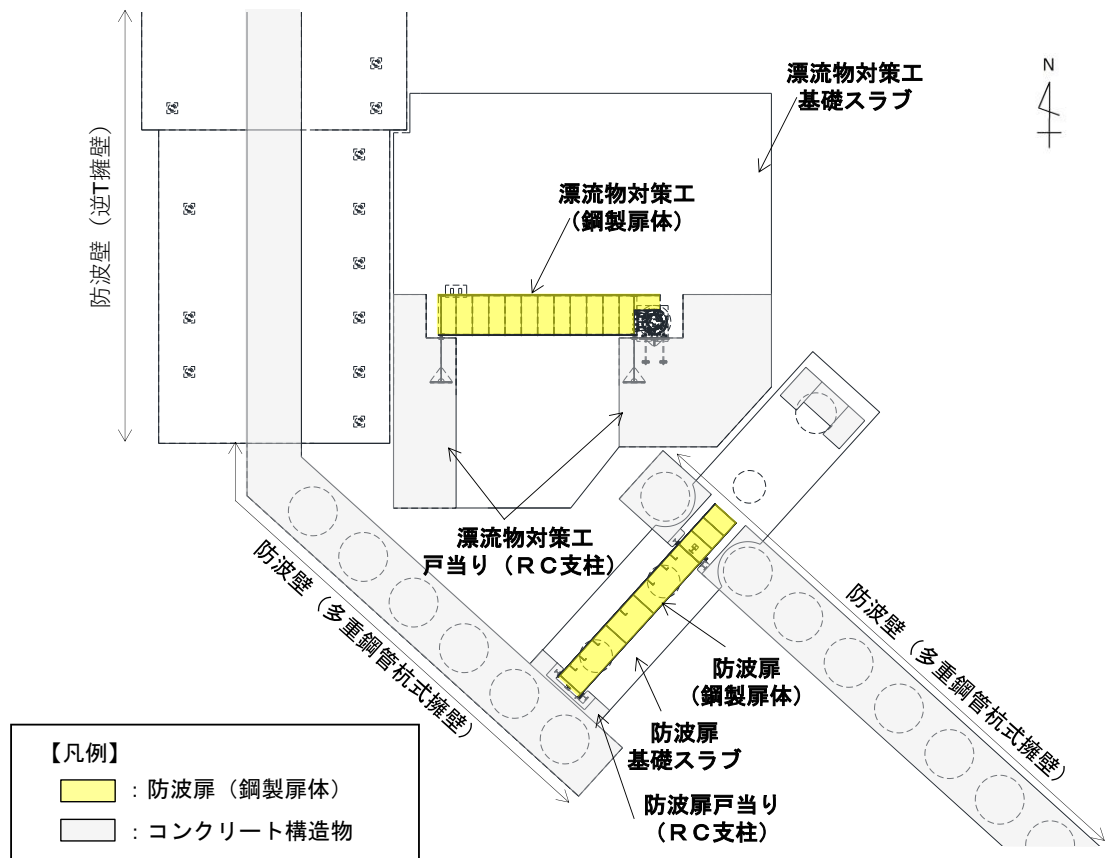 漂流物対策工
基礎スラブ
N
漂流物対策工
（鋼製扉体）
防波壁（逆T擁壁）
漂流物対策工
戸当り（ＲＣ支柱）
防波壁（多重鋼管杭式擁壁）
防波壁（多重鋼管杭式擁壁）
防波扉
（鋼製扉体）
防波扉
基礎スラブ
防波扉戸当り
（ＲＣ支柱）
【凡例】
：防波扉（鋼製扉体）
：コンクリート構造物